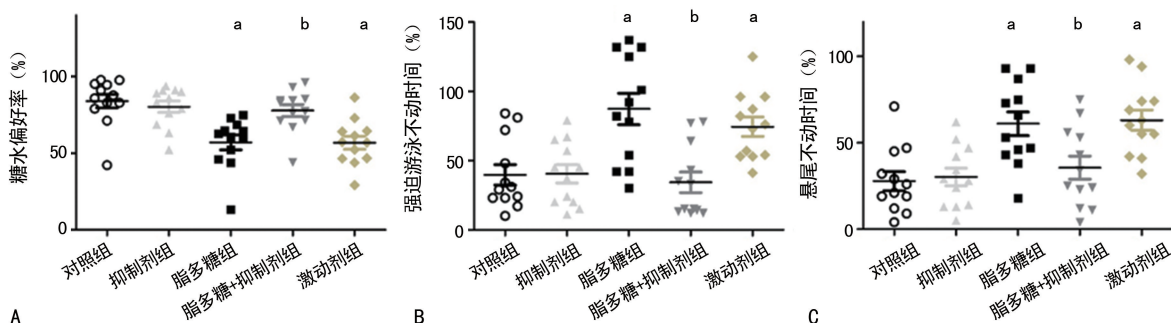 a
b
a
糖水偏好率（%）
100
50
0
对照组
抑制剂组
脂多糖组
脂多糖+抑制剂组
激动剂组
A
a
b
a
强迫游泳不动时间（%）
150
100
50
0
对照组
抑制剂组
脂多糖组
脂多糖+抑制剂组
激动剂组
B
a
b
a
悬尾不动时间（%）
100
50
0
对照组
抑制剂组
脂多糖组
脂多糖+抑制剂组
激动剂组
C